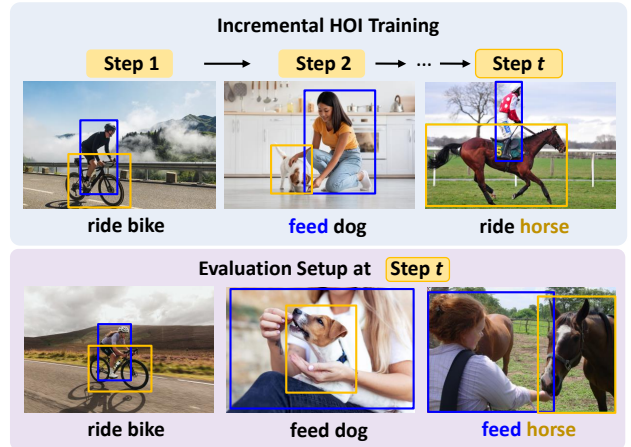 Incremental HOI Training
Step 1 Step 2 ... Step t
ride bike feed dog ride horse
Evaluation Setup at Step t
ride bike feed dog feed horse